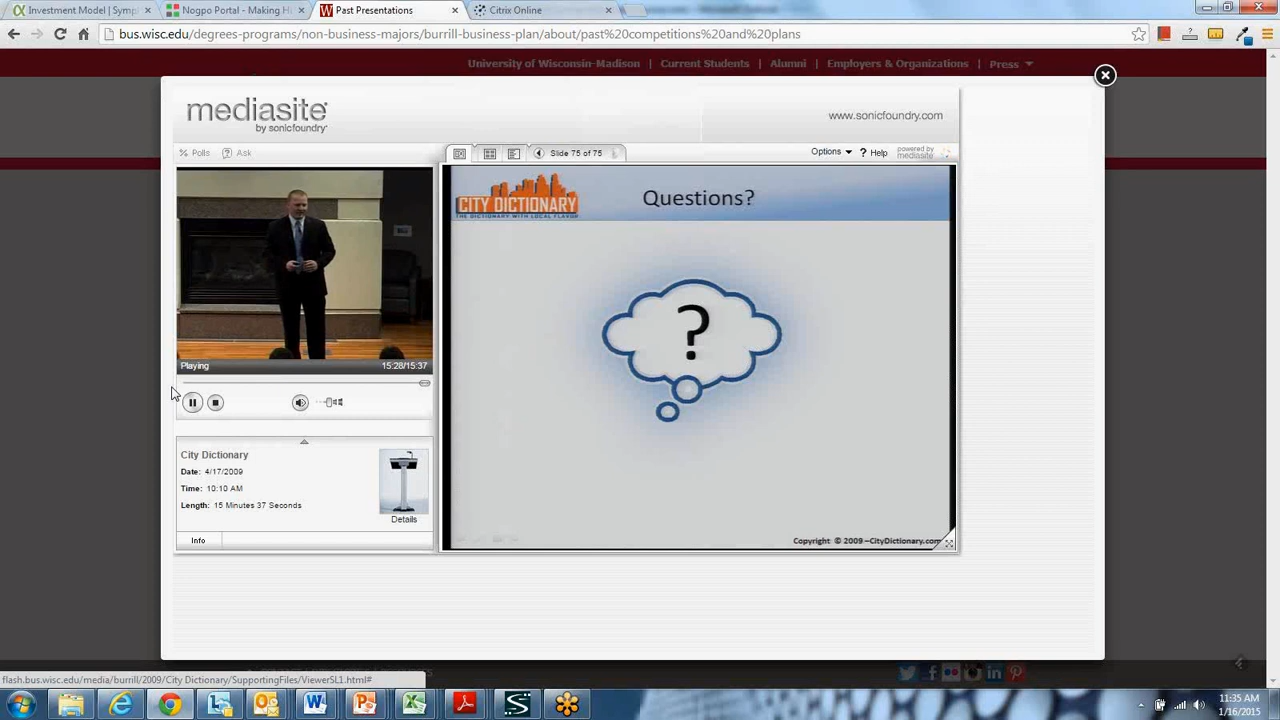 Investment Model | Symp
Nogpo Portal - Making H
Past Presentations
Citrix Online
bus.wisc.edu/degrees-programs/non-business-majors/burrill-business-plan/about/past%20competitions%20and%20plans
University of Wisconsin-Madison
Current Students
Alumni
Employers & Organizations
Press
mediasite
by sonicfoundry
www.sonicfoundry.com
Polls
Ask
Slide 75 of 75
Options
? Help
powered by
mediasite
CITY DICTIONARY
THE DICTIONARY WITH LOCAL FLAVOR
Questions?
?
Playing
15:28/15:37
City Dictionary
Date: 4/17/2009
Time: 10:10 AM
Length: 15 Minutes 37 Seconds
Details
Info
Copyright © 2009 –CityDictionary.com
flash.bus.wisc.edu/media/burrill/2009/City Dictionary/SupportingFiles/ViewerSL1.html#
11:35 AM
1/16/2015